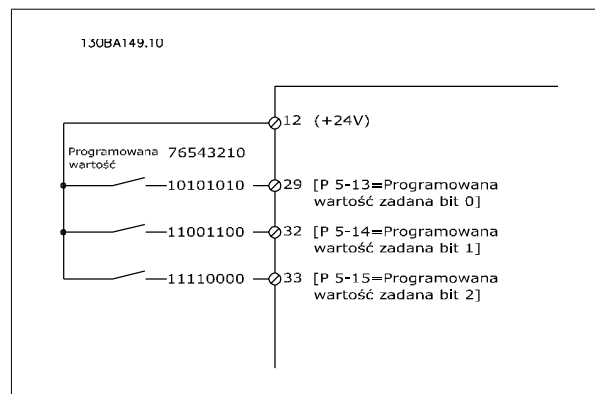 130BA149.10
12 (+24V)
Programowana 76543210
wartość
10101010 29 [P 5-13=Programowana
wartość zadana bit 0]
11001100 32 [P 5-14=Programowana
wartość zadana bit 1]
11110000 33 [P 5-15=Programowana
wartość zadana bit 2]